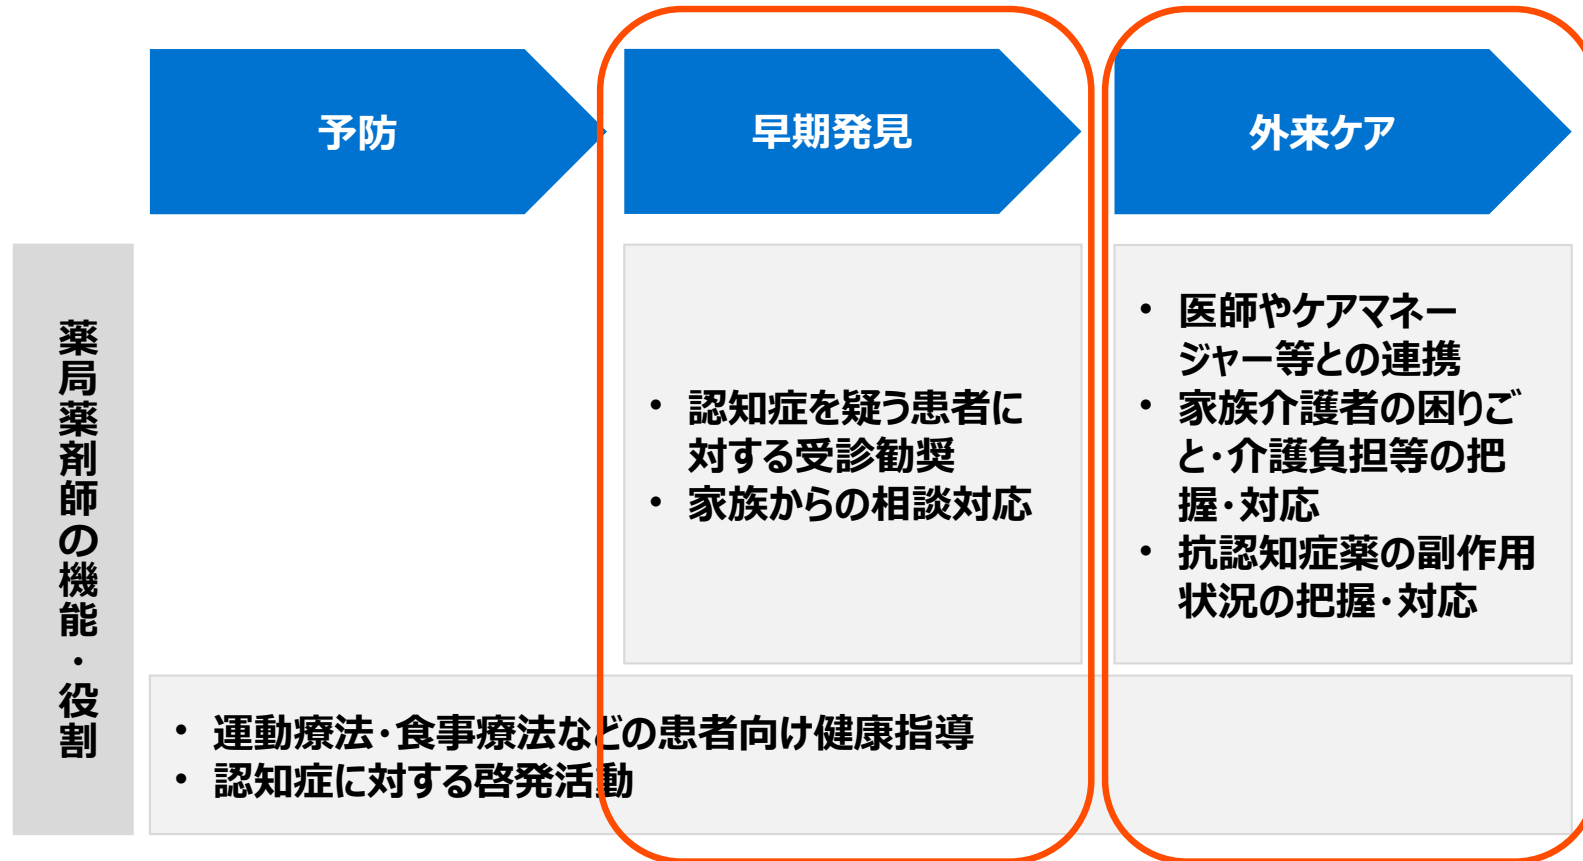 予防
早期発見
外来ケア
薬局薬剤師の機能・役割
• 認知症を疑う患者に
対する受診勧奨
• 家族からの相談対応
• 医師やケアマネー
ジャー等との連携
• 家族介護者の困りご
と・介護負担等の把
握・対応
• 抗認知症薬の副作用
状況の把握・対応
• 運動療法・食事療法などの患者向け健康指導
• 認知症に対する啓発活動